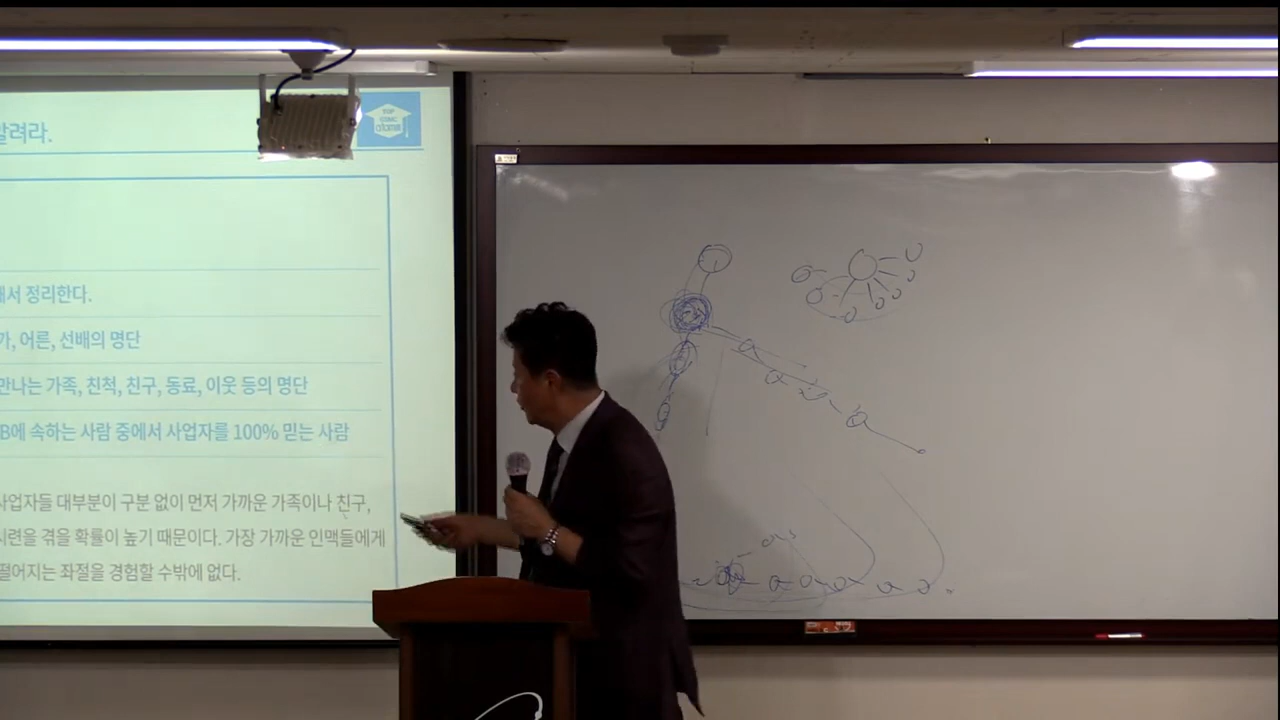 알려라.
TOP
해서 정리한다.
가, 어른, 선배의 명단
만나는 가족, 친척, 친구, 동료, 이웃 등의 명단
B에 속하는 사람 중에서 사업자를 100% 믿는 사람
사업자들 대부분이 구분 없이 먼저 가까운 가족이나 친구,
시련을 겪을 확률이 높기 때문이다. 가장 가까운 인맥들에게
떨어지는 좌절을 경험할 수밖에 없다.